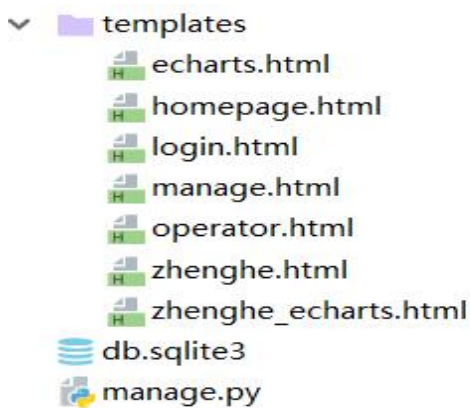 templates
echarts.html
homepage.html
login.html
manage.html
operator.html
zhenghe.html
zhenghe_echarts.html
db.sqlite3
manage.py